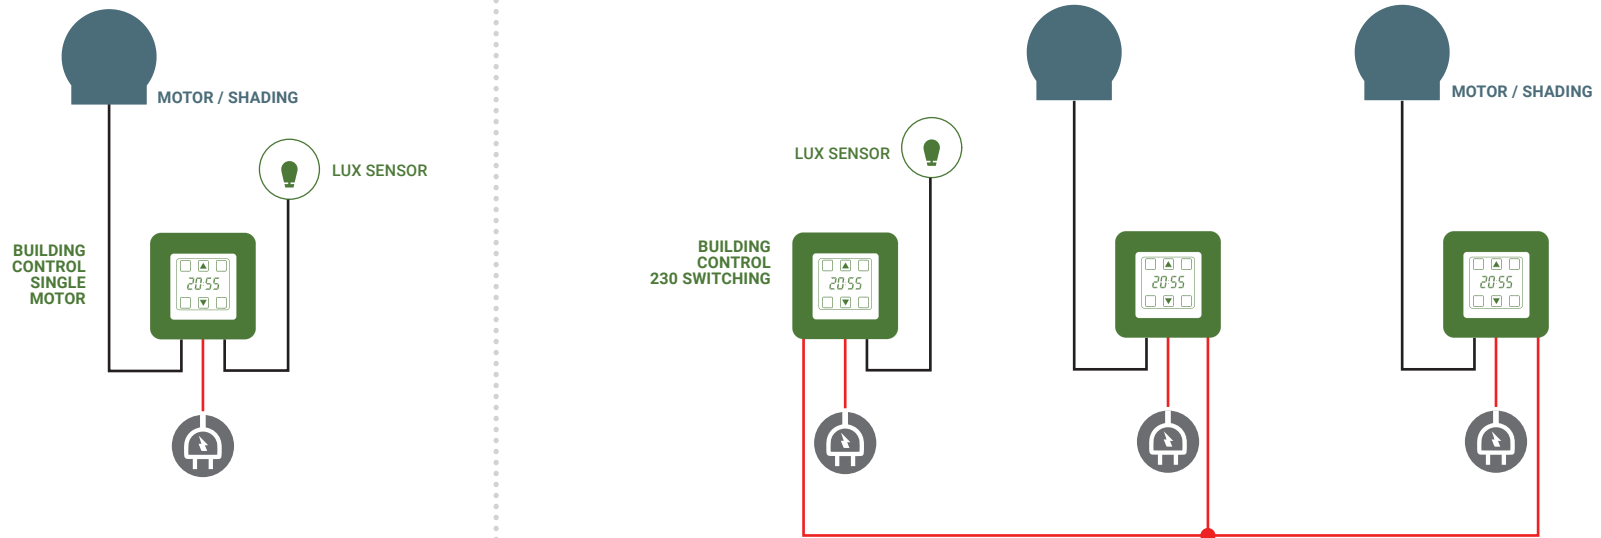 MOTOR / SHADING
LUX SENSOR
BUILDING
CONTROL
SINGLE
MOTOR
20:55
MOTOR / SHADING
LUX SENSOR
BUILDING
CONTROL
230 SWITCHING
20:55
20:55
20:55